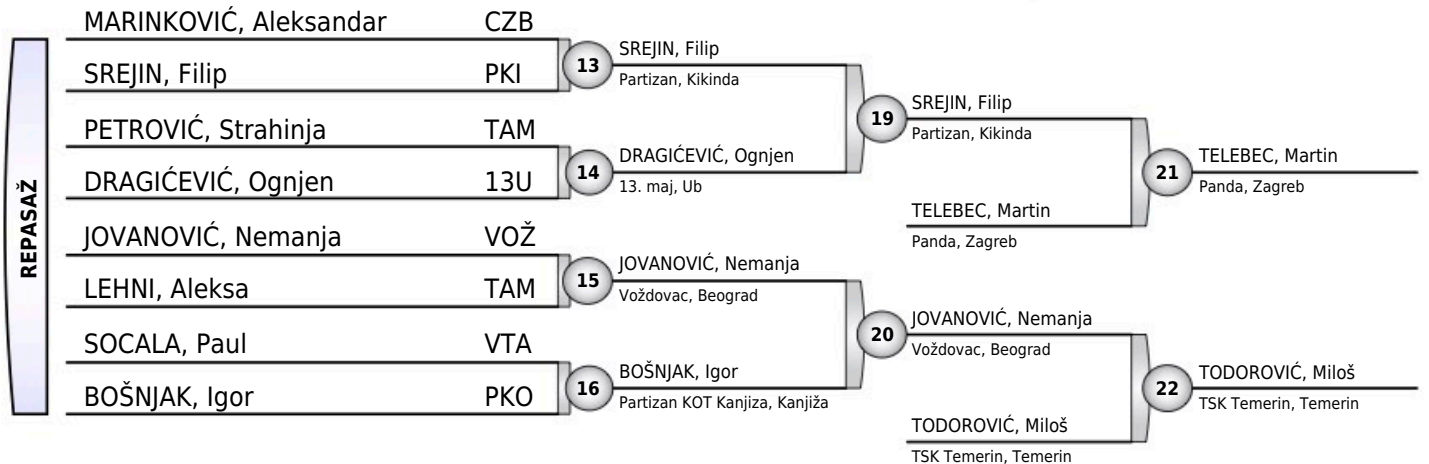 REPASAŽ
MARINKOVIĆ, Aleksandar CZB
SREJIN, Filip PKI
PETROVIĆ, Strahinja TAM
DRAGIĆEVIĆ, Ognjen 13U
JOVANOVIĆ, Nemanja VOŽ
LEHNI, Aleksa TAM
SOCALA, Paul VTA
BOŠNJAK, Igor PKO
13
SREJIN, Filip
Partizan, Kikinda
14
DRAGIĆEVIĆ, Ognjen
13. maj, Ub
15
JOVANOVIĆ, Nemanja
Voždovac, Beograd
16
BOŠNJAK, Igor
Partizan KOT Kanjiza, Kanjiža
19
SREJIN, Filip
Partizan, Kikinda
TELEBEC, Martin
Panda, Zagreb
20
JOVANOVIĆ, Nemanja
Voždovac, Beograd
TODOROVIĆ, Miloš
TSK Temerin, Temerin
21
TELEBEC, Martin
Panda, Zagreb
22
TODOROVIĆ, Miloš
TSK Temerin, Temerin